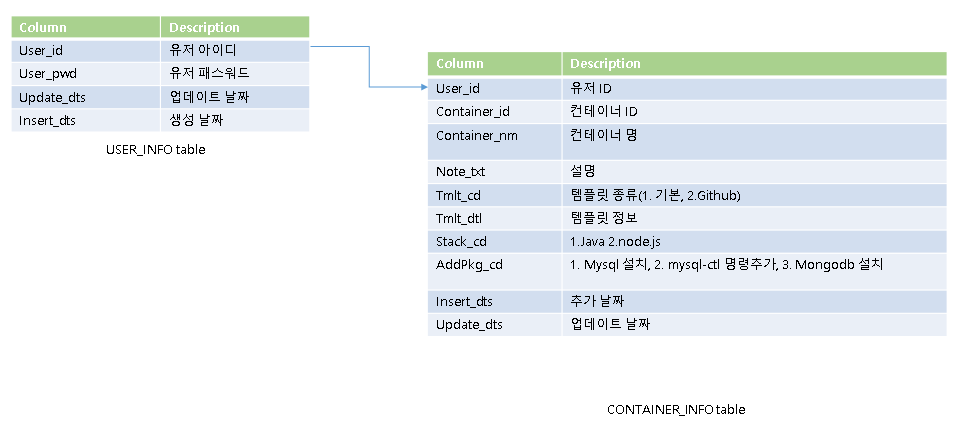 Column Description
User_id 유저 아이디
User_pwd 유저 패스워드
Update_dts 업데이트 날짜
Insert_dts 생성 날짜
USER_INFO table
Column Description
User_id 유저 ID
Container_id 컨테이너 ID
Container_nm 컨테이너 명
Note_txt 설명
Tmlt_cd 템플릿 종류(1. 기본, 2.Github)
Tmlt_dtl 템플릿 정보
Stack_cd 1.Java 2.node.js
AddPkg_cd 1. Mysql 설치, 2. mysql-ctl 명령추가, 3. Mongodb 설치
Insert_dts 추가 날짜
Update_dts 업데이트 날짜
CONTAINER_INFO table